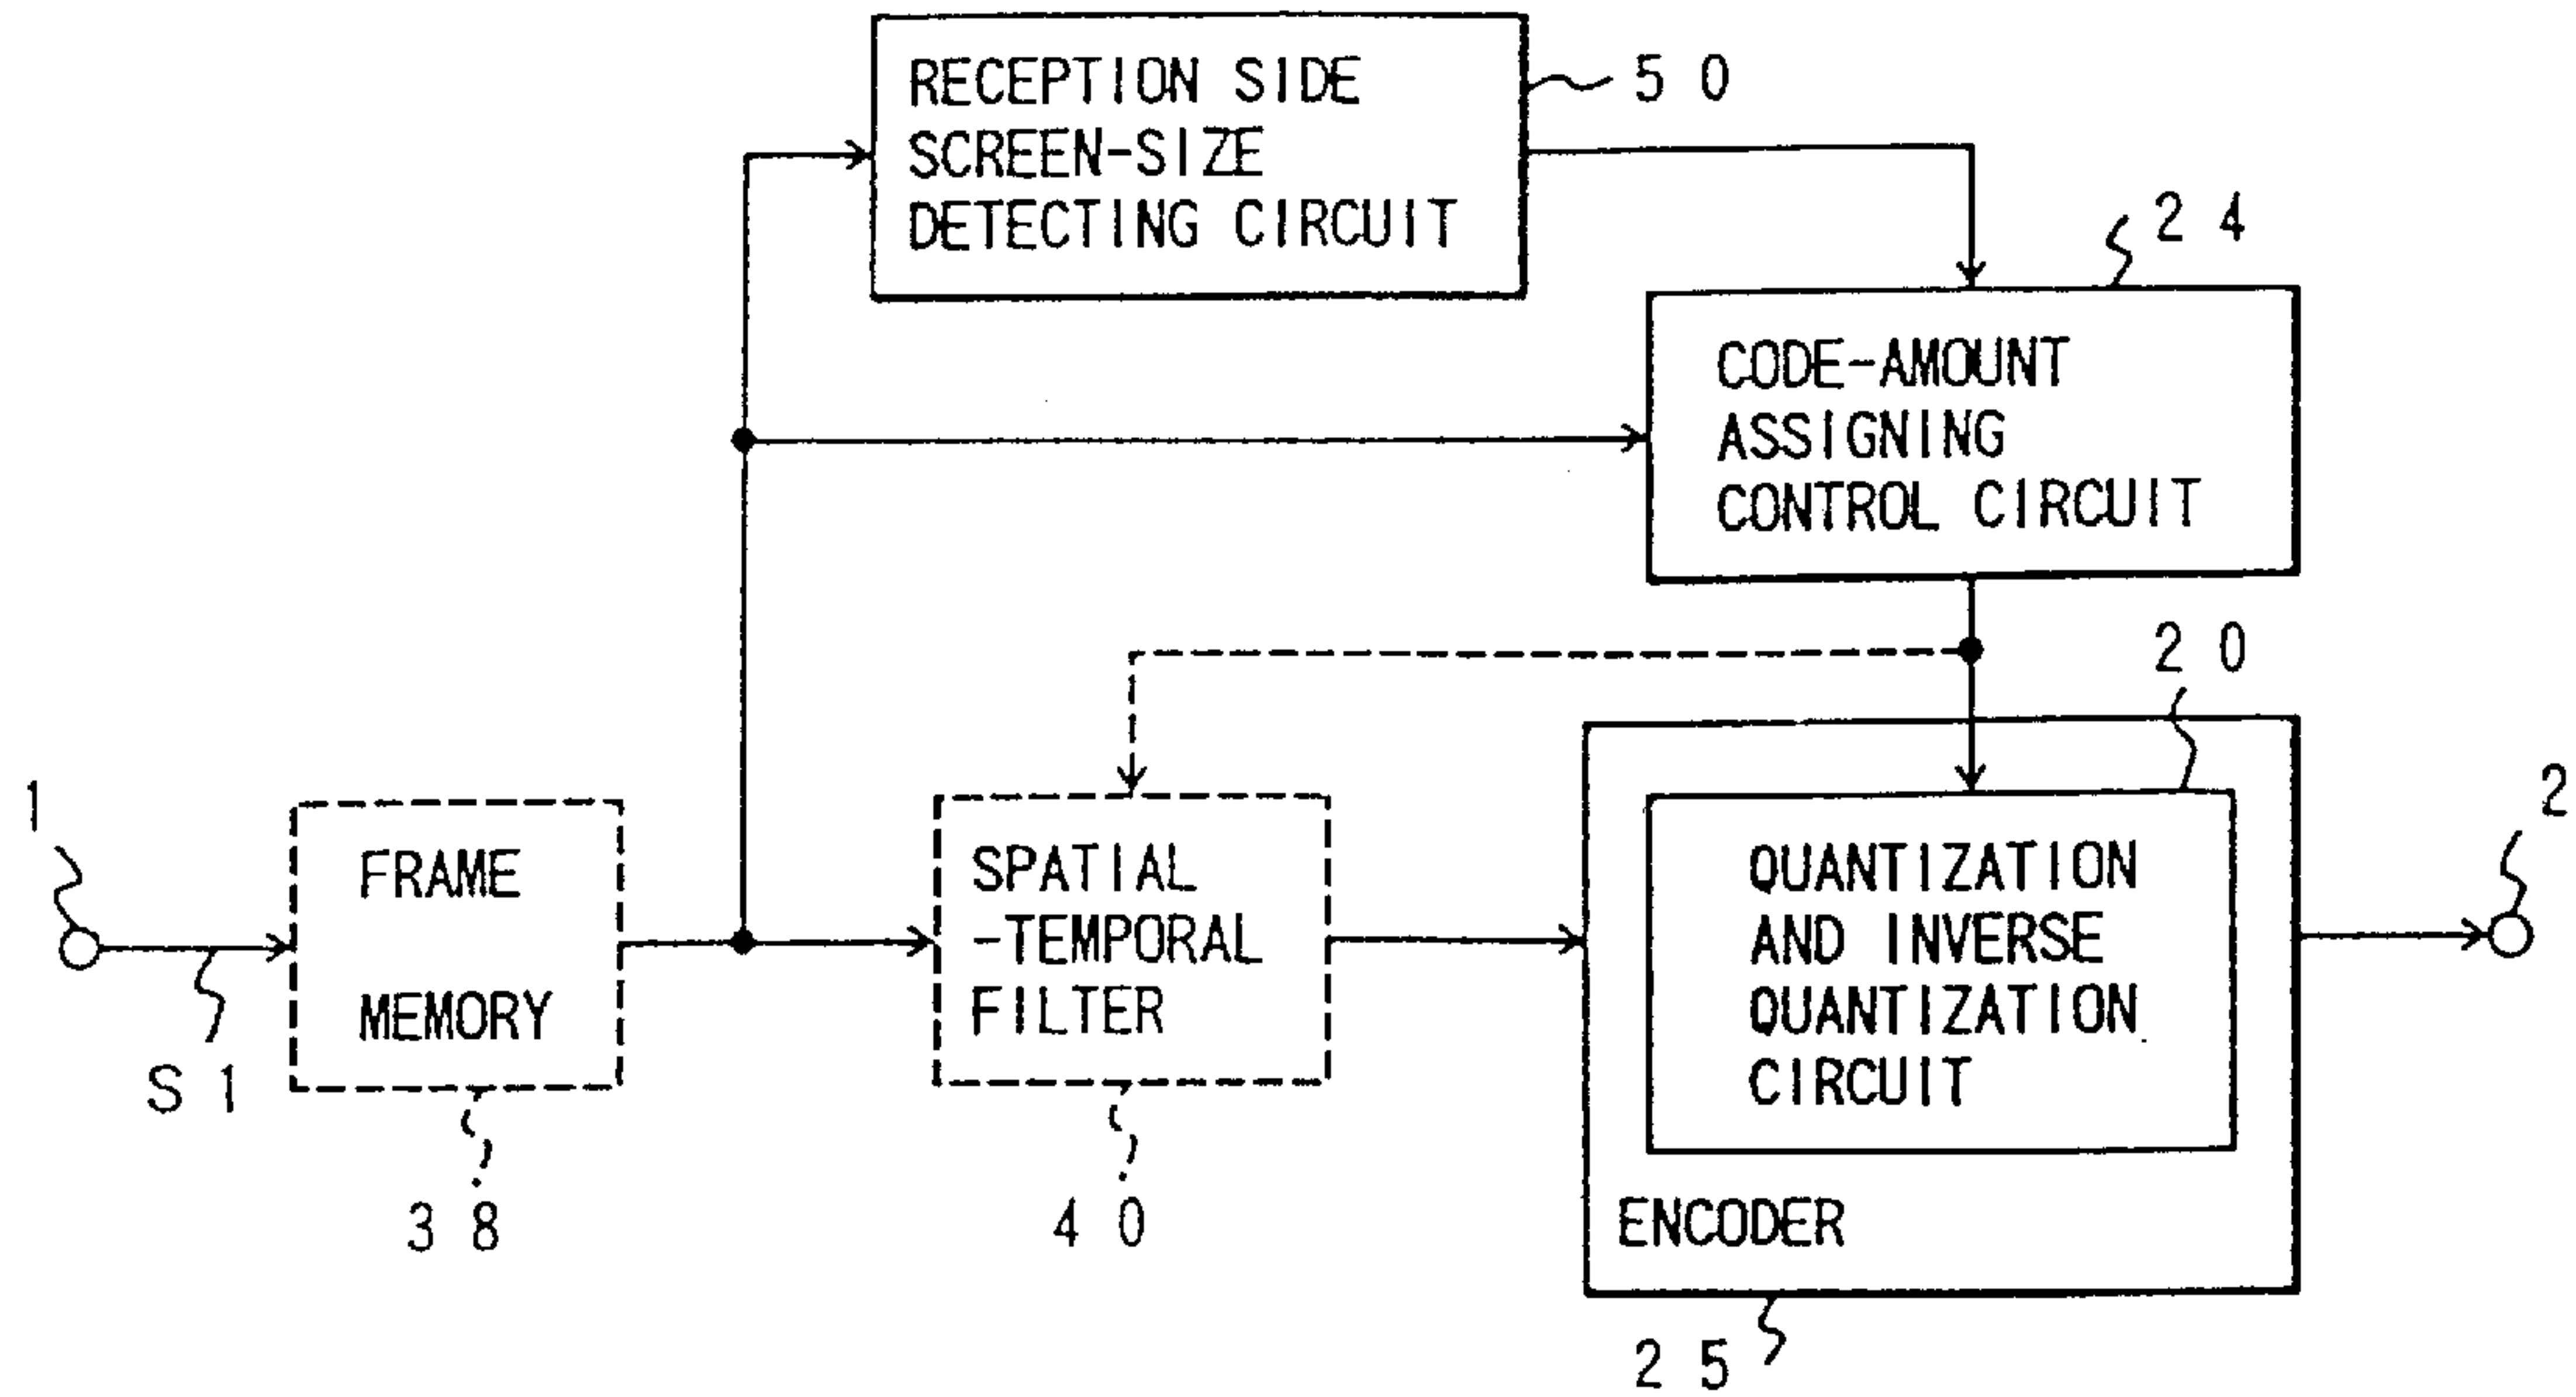 RECEPTION SIDE
SCREEN-SIZE
DETECTING CIRCUIT
50
24
CODE-AMOUNT
ASSIGNING
CONTROL CIRCUIT
20
1
S1
FRAME
MEMORY
38
SPATIAL
-TEMPORAL
FILTER
40
QUANTIZATION
AND INVERSE
QUANTIZATION
CIRCUIT
ENCODER
25
2